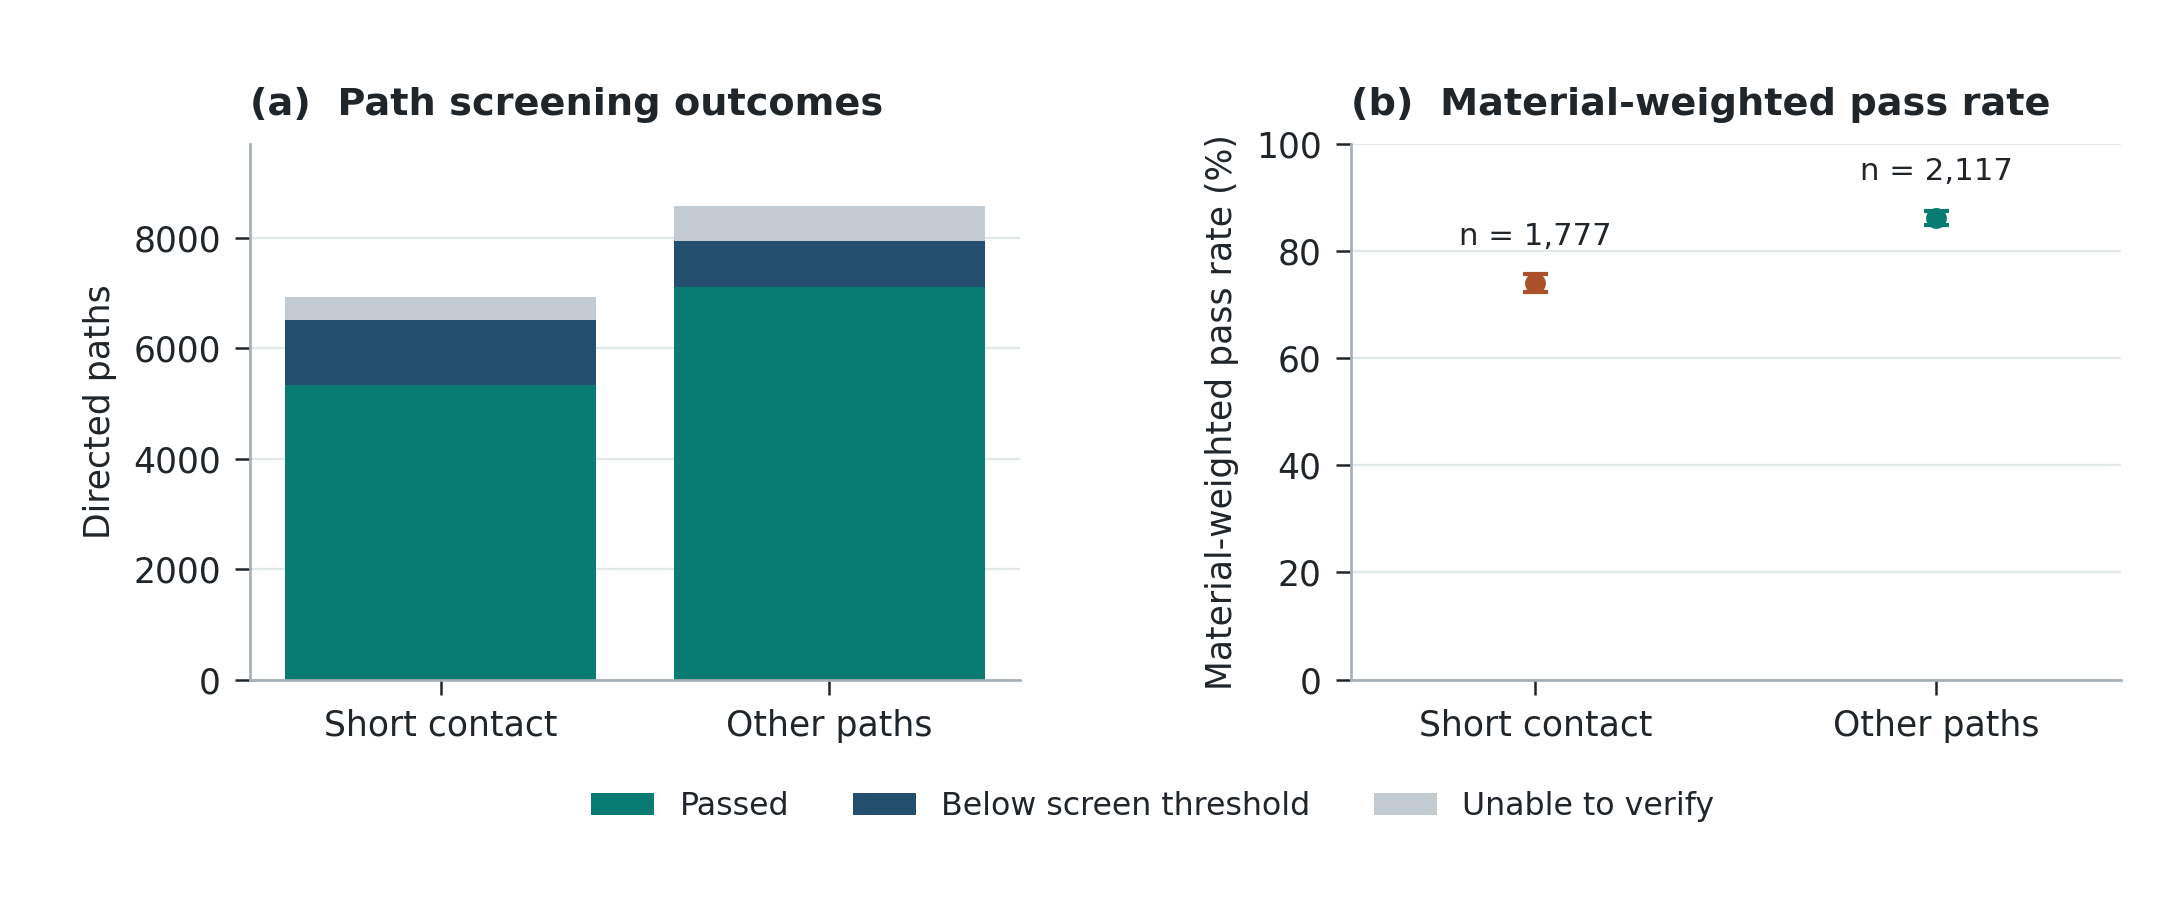 (a)  Path screening outcomes
Directed paths
8000
6000
4000
2000
0
Short contact
Other paths
(b)  Material-weighted pass rate
Material-weighted pass rate (%)
100
80
60
40
20
0
n = 1,777
n = 2,117
Short contact
Other paths
Passed
Below screen threshold
Unable to verify